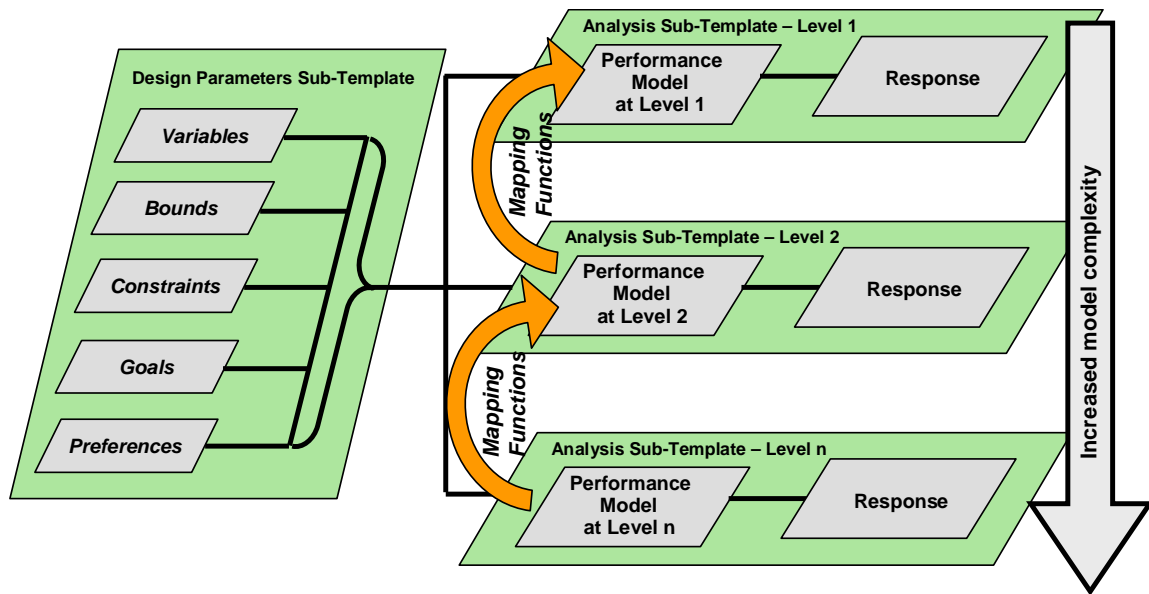 Design Parameters Sub-Template
Variables
Bounds
Constraints
Goals
Preferences
Analysis Sub-Template – Level 1
Performance
Model
at Level 1
Response
Mapping
Functions
Analysis Sub-Template – Level 2
Performance
Model
at Level 2
Response
Mapping
Functions
Analysis Sub-Template – Level n
Performance
Model
at Level n
Response
Increased model complexity